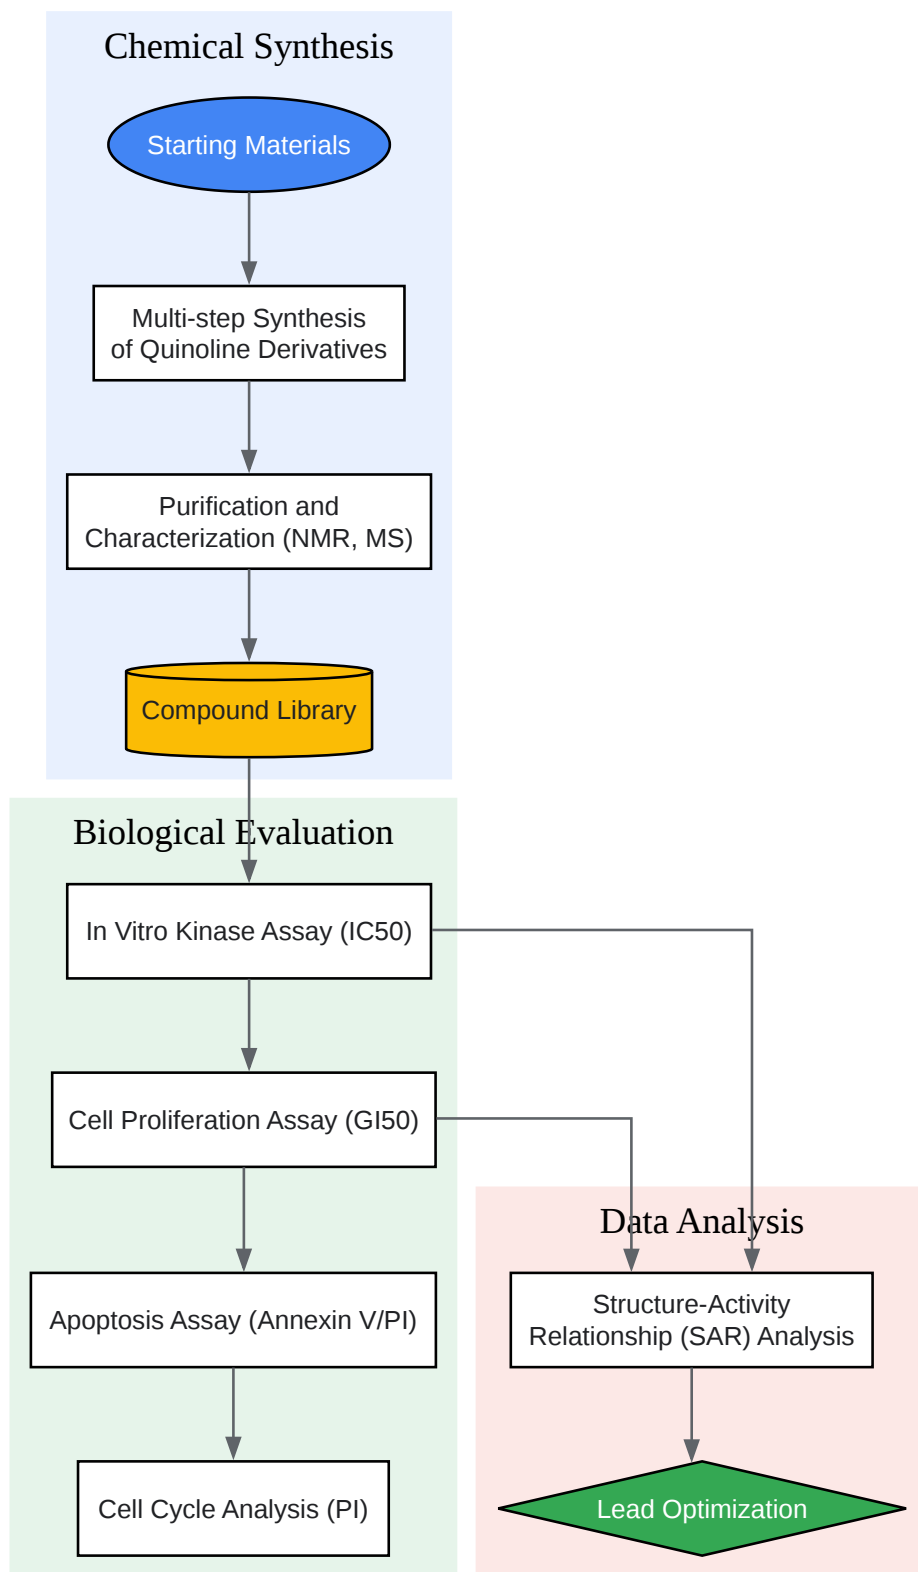 Chemical Synthesis
Starting Materials
Multi-step Synthesis
of Quinoline Derivatives
Purification and
Characterization (NMR, MS)
Compound Library
Biological Evaluation
In Vitro Kinase Assay (IC50)
Cell Proliferation Assay (GI50)
Apoptosis Assay (Annexin V/PI)
Cell Cycle Analysis (PI)
Data Analysis
Structure-Activity
Relationship (SAR) Analysis
Lead Optimization